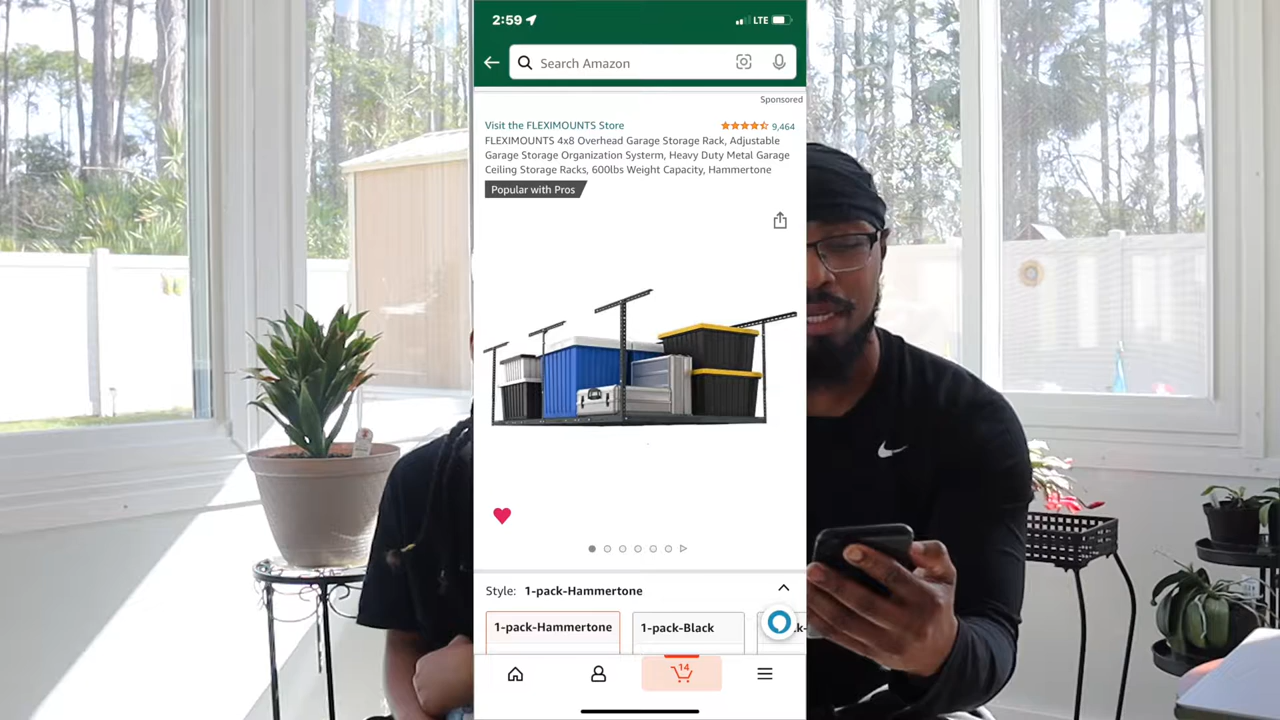 2:59
LTE
Search Amazon
Sponsored
Visit the FLEXIMOUNTS Store
9,464
FLEXIMOUNTS 4x8 Overhead Garage Storage Rack, Adjustable
Garage Storage Organization Systerm, Heavy Duty Metal Garage
Ceiling Storage Racks, 600lbs Weight Capacity, Hammertone
Popular with Pros
Style: 1-pack-Hammertone
1-pack-Hammertone
1-pack-Black
14